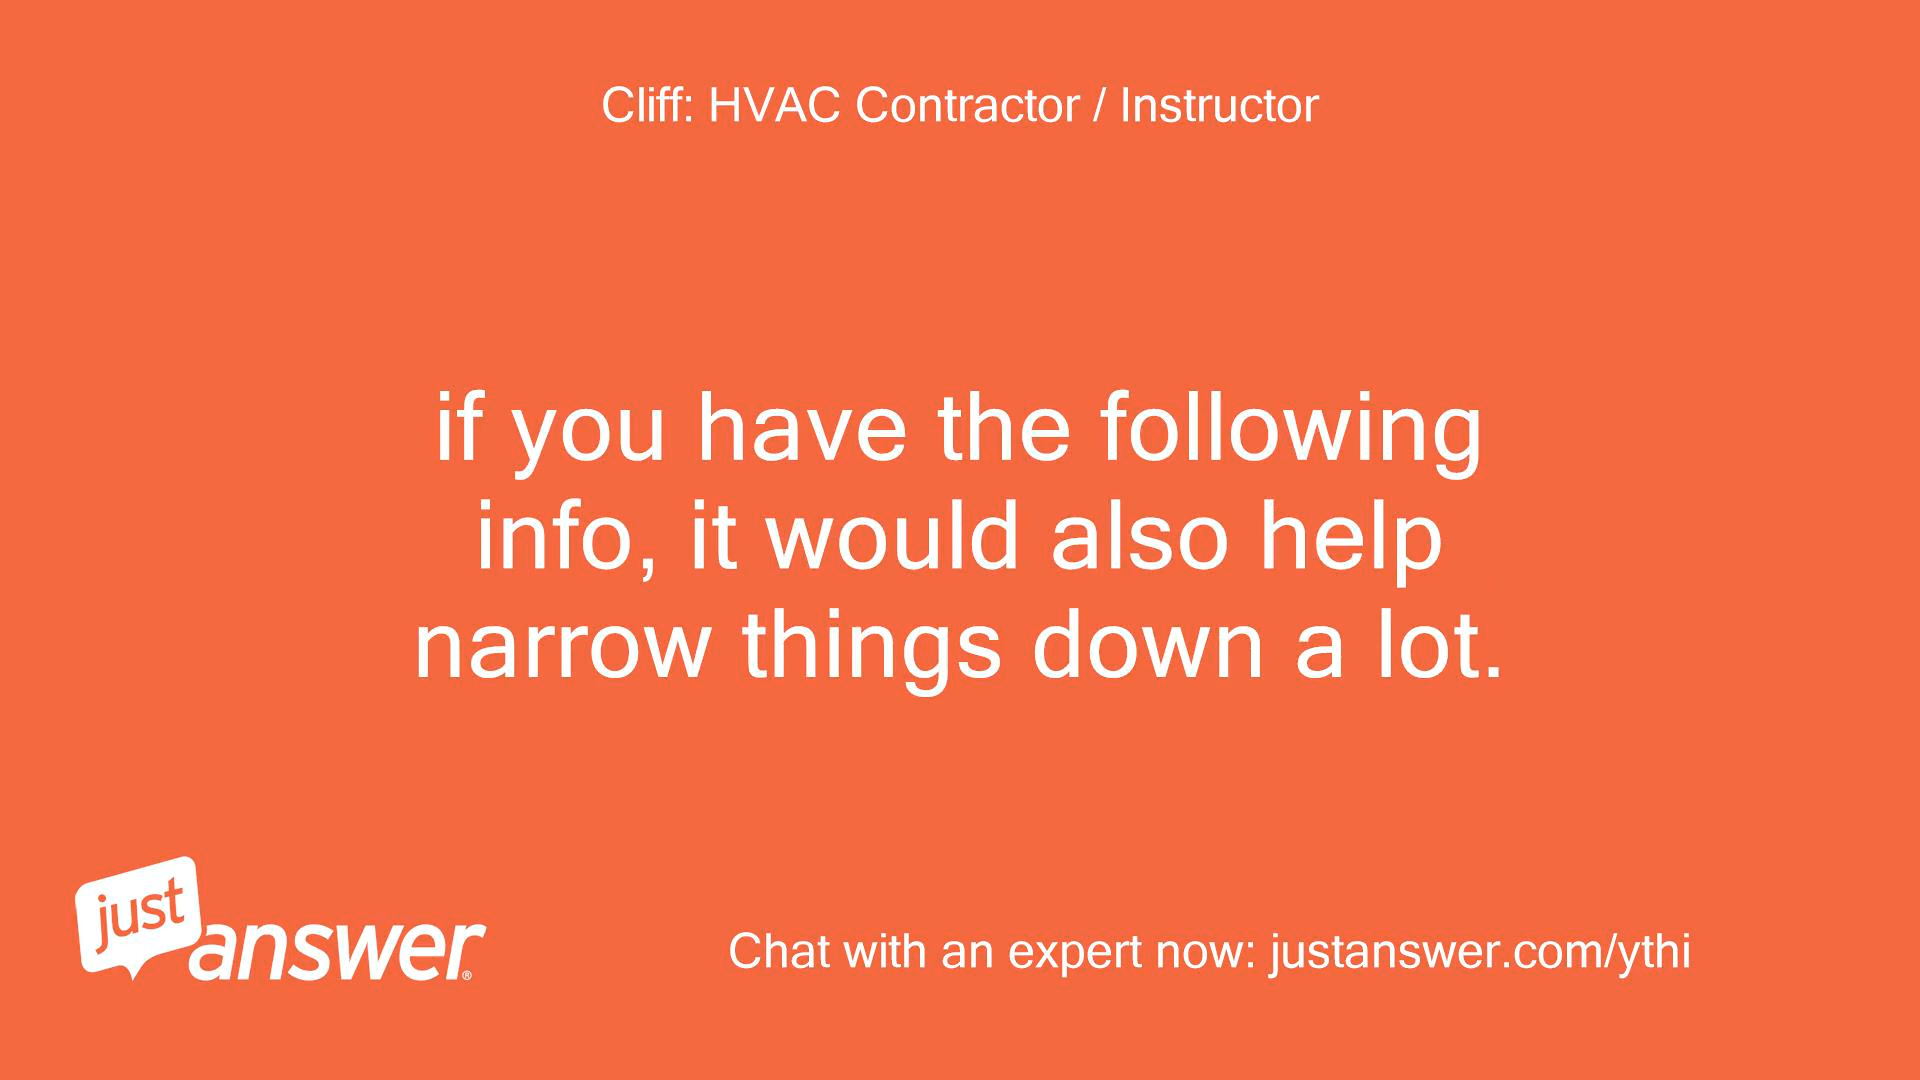 Cliff: HVAC Contractor / Instructor
if you have the following
info, it would also help
narrow things down a lot.
just
answer®
Chat with an expert now: justanswer.com/ythi